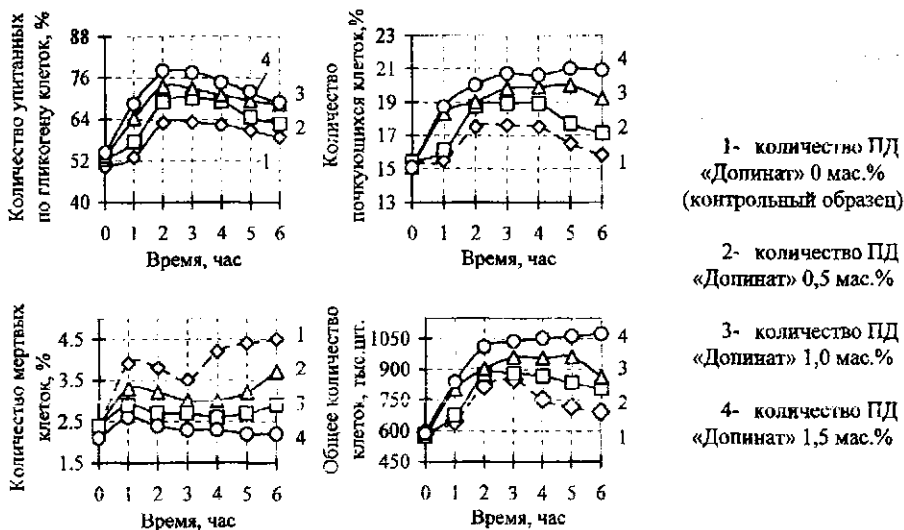 Количество упитанных
по гликогену клеток, %
88
76
64
52
40
4
3
2
1
0 1 2 3 4 5 6
Время, час
Количество
почкующихся клеток,%
23
21
19
17
15
13
4
3
2
1
0 1 2 3 4 5 6
Время, час
Количество мертвых
клеток, %
4.5
3.5
2.5
1.5
1
2
3
4
0 1 2 3 4 5 6
Время, час
Общее количество
клеток, тыс.шт.
1050
900
750
600
450
4
3
2
1
0 1 2 3 4 5 6
Время, час
1- количество ПД
«Допинат» 0 мас.%
(контрольный образец)
2- количество ПД
«Допинат» 0,5 мас.%
3- количество ПД
«Допинат» 1,0 мас.%
4- количество ПД
«Допинат» 1,5 мас.%